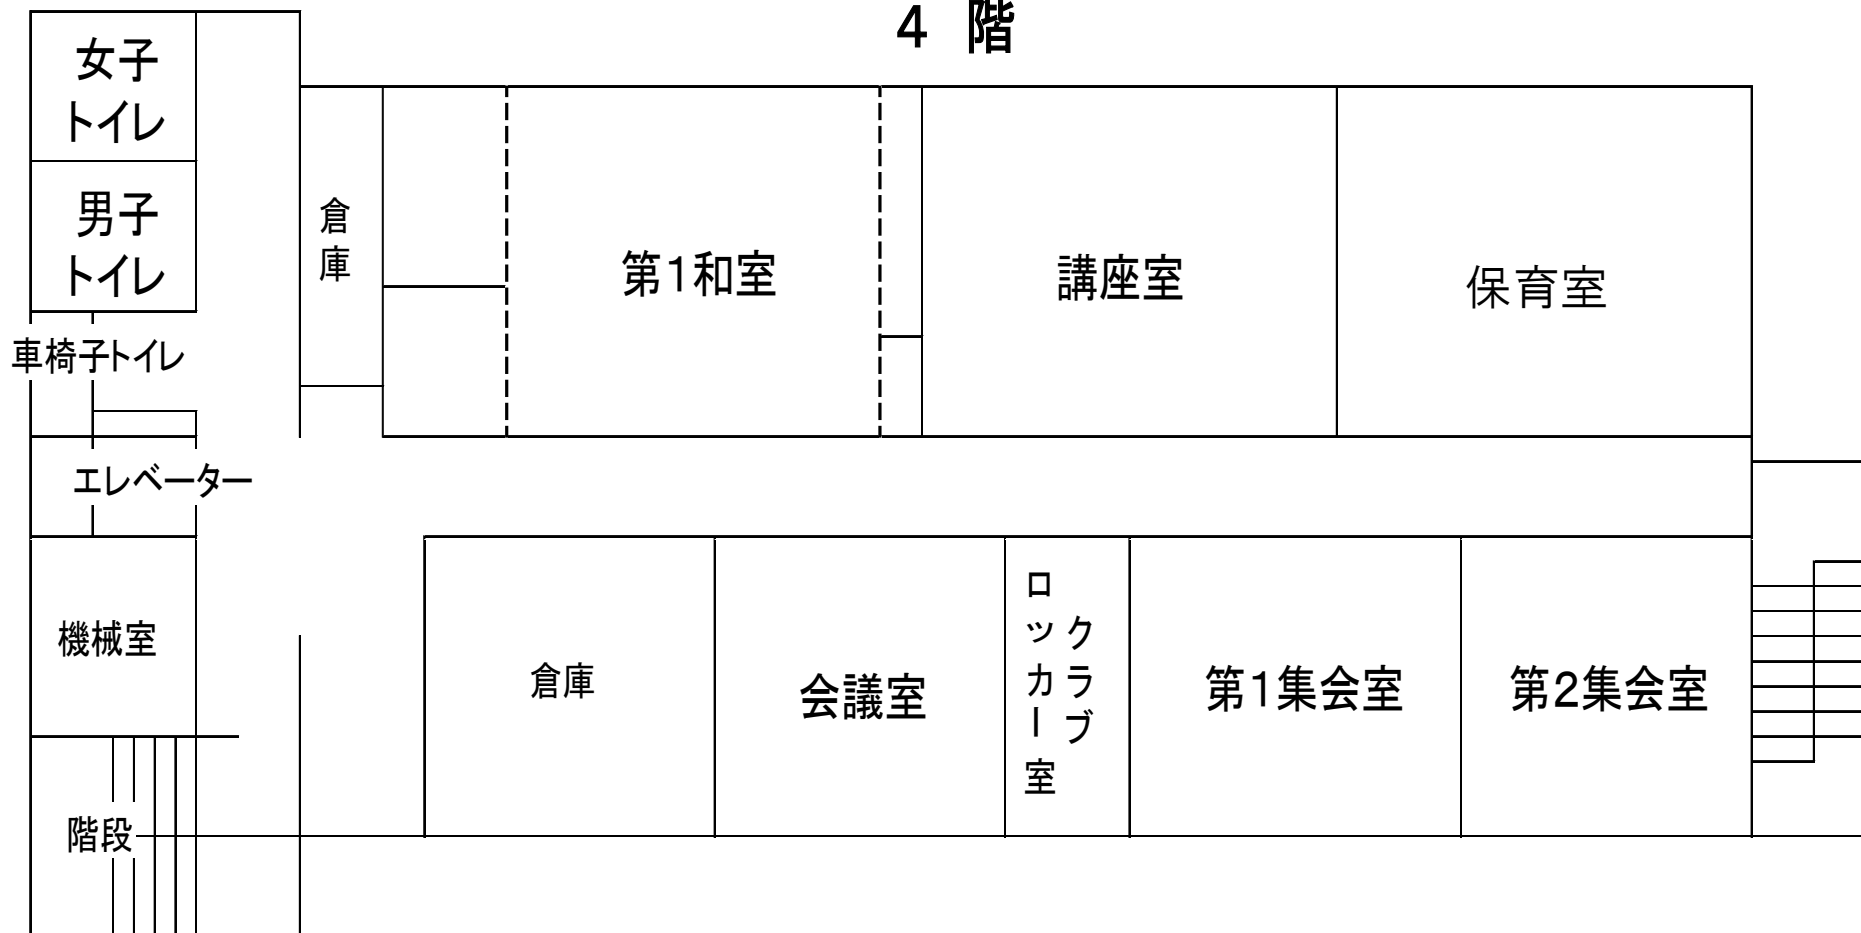 ４ 階
女子
トイレ
男子
トイレ
車椅子トイレ
エレベーター
機械室
階段
倉庫
第1和室
講座室
保育室
倉庫
会議室
クラブ
ロッカー室
第1集会室
第2集会室